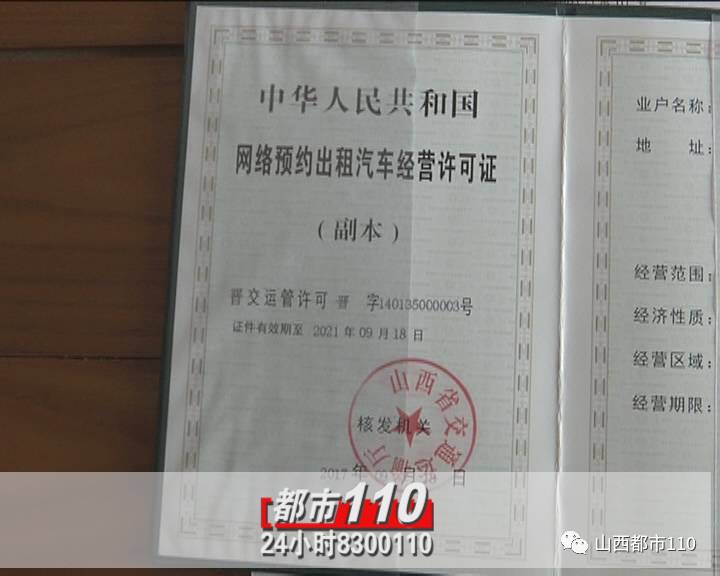 中华人民共和国
网络预约出租汽车经营许可证
（副本）
晋交运管许可 晋 字140135000003号
证件有效期至 2021 年 09 月 18 日
山西省交通运输厅
核发机关
2017 年 09 月 日
业户名称：
地 址：
经营范围：
经济性质：
经营区域：
经营期限：
都市110
24小时8300110
山西都市110